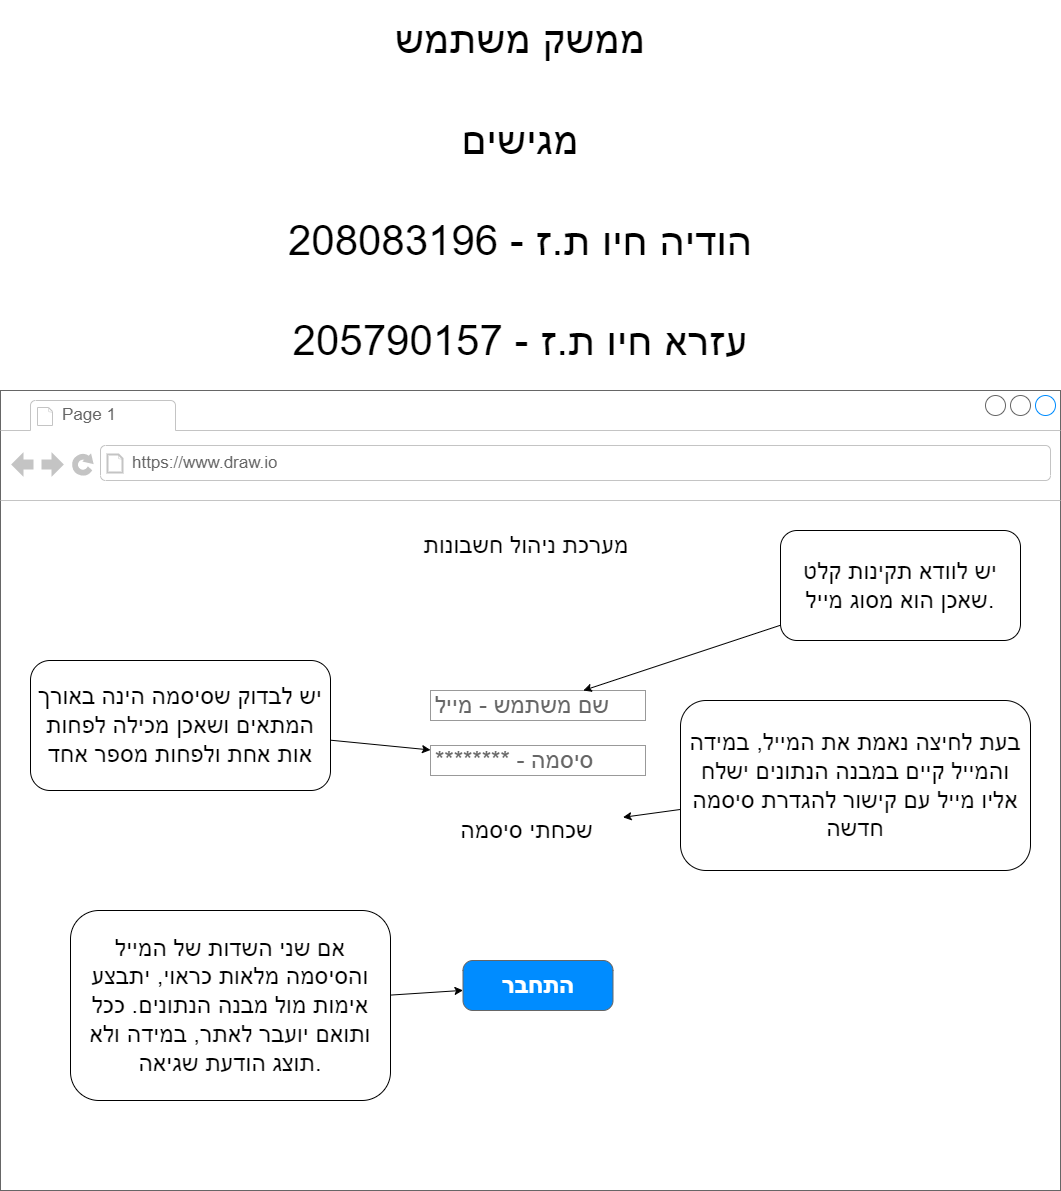 ממשק משתמש
מגישים
הודיה חיו ת.ז - 208083196
עזרא חיו ת.ז - 205790157
Page 1
https://www.draw.io
מערכת ניהול חשבונות
יש לוודא תקינות קלט
שאכן הוא מסוג מייל.
יש לבדוק שסיסמה הינה באורך
המתאים ושאכן מכילה לפחות
אות אחת ולפחות מספר אחד
שם משתמש - מייל
סיסמה - ********
בעת לחיצה נאמת את המייל, במידה
והמייל קיים במבנה הנתונים ישלח
אליו מייל עם קישור להגדרת סיסמה
חדשה
שכחתי סיסמה
אם שני השדות של המייל
והסיסמה מלאות כראוי, יתבצע
אימות מול מבנה הנתונים. ככל
ותואם יועבר לאתר, במידה ולא
תוצג הודעת שגיאה.
התחבר